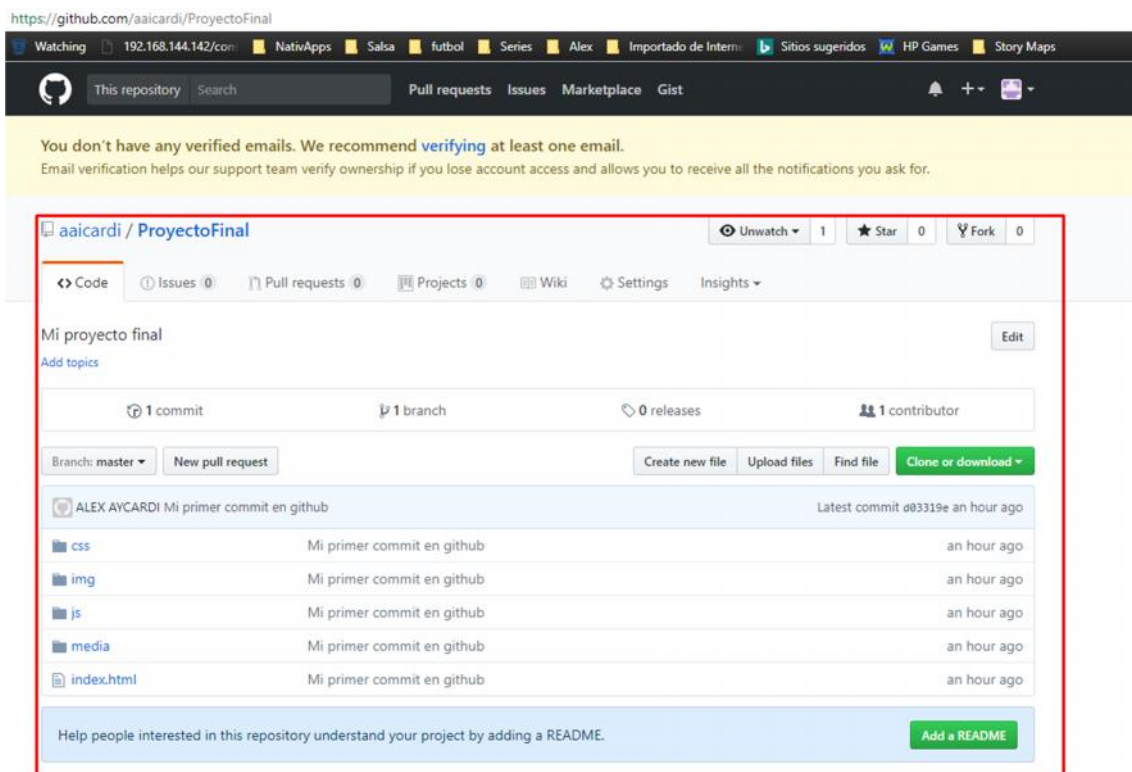 https://github.com/aaicardi/ProyectoFinal
Watching 192.168.144.142/con NativApps Salsa futbol Series Alex Importado de Intern Sitios sugeridos HP Games Story Maps
This repository Search Pull requests Issues Marketplace Gist
You don't have any verified emails. We recommend verifying at least one email.
Email verification helps our support team verify ownership if you lose account access and allows you to receive all the notifications you ask for.
aaicardi / ProyectoFinal Unwatch 1 Star 0 Fork 0
Code Issues 0 Pull requests 0 Projects 0 Wiki Settings Insights
Mi proyecto final Edit
Add topics
1 commit 1 branch 0 releases 1 contributor
Branch: master New pull request Create new file Upload files Find file Clone or download
ALEX AYCARDI Mi primer commit en github Latest commit d03319e an hour ago
css Mi primer commit en github an hour ago
img Mi primer commit en github an hour ago
js Mi primer commit en github an hour ago
media Mi primer commit en github an hour ago
index.html Mi primer commit en github an hour ago
Help people interested in this repository understand your project by adding a README. Add a README